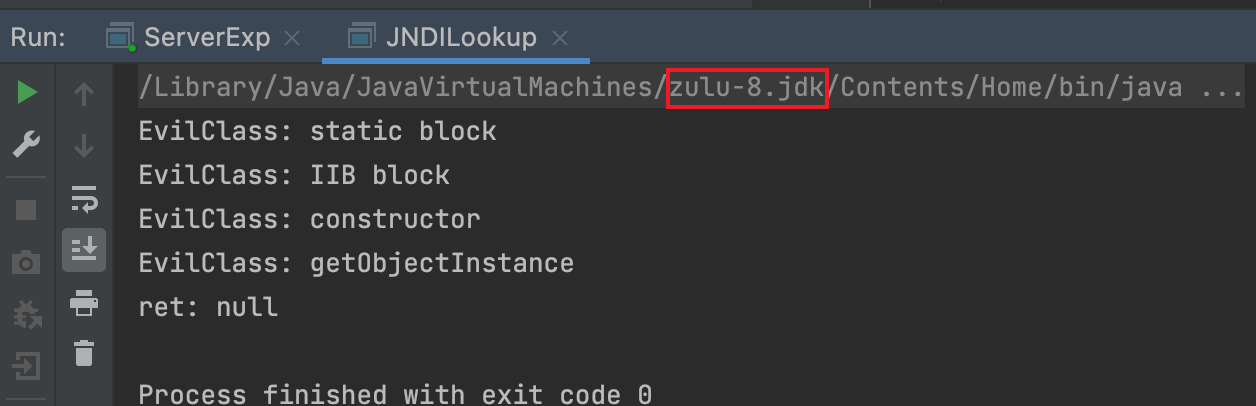 Run: ServerExp JNDILookup
/Library/Java/JavaVirtualMachines/zulu-8.jdk/Contents/Home/bin/java ...
EvilClass: static block
EvilClass: IIB block
EvilClass: constructor
EvilClass: getObjectInstance
ret: null
Process finished with exit code 0